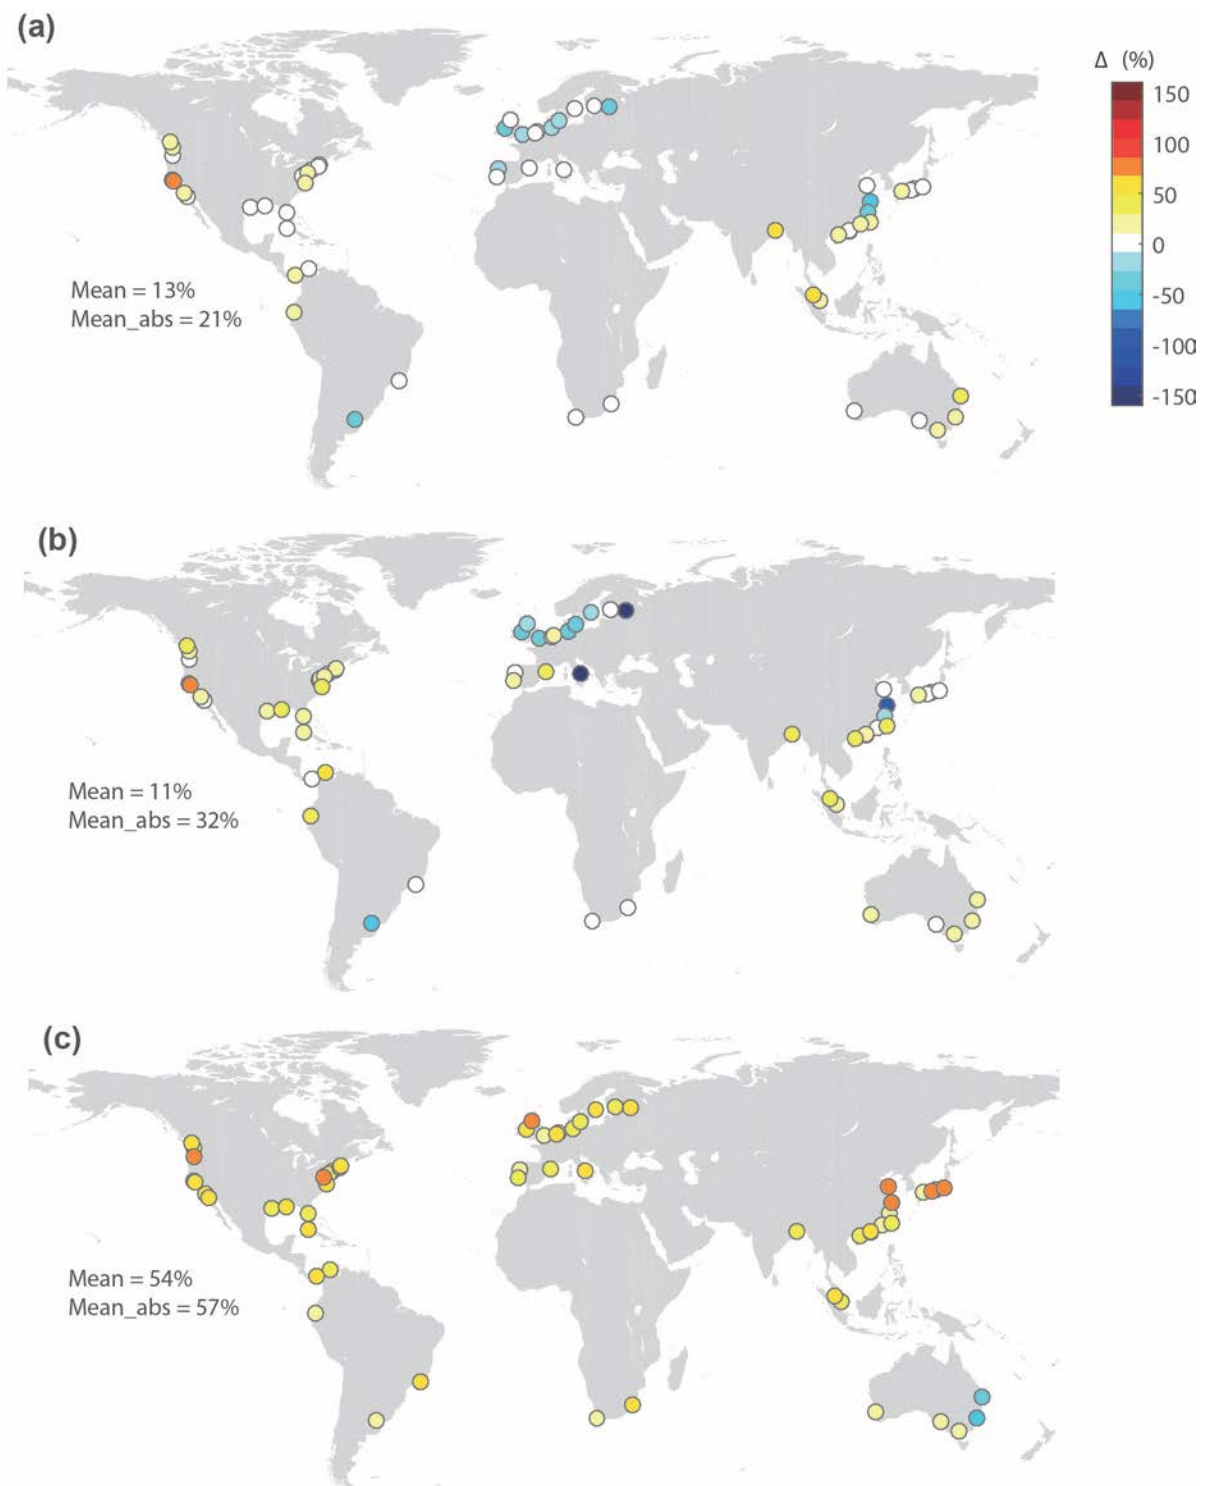 (a)
Δ (%)
150
100
50
0
-50
-100
-150
Mean = 13%
Mean_abs = 21%
(b)
Mean = 11%
Mean_abs = 32%
(c)
Mean = 54%
Mean_abs = 57%